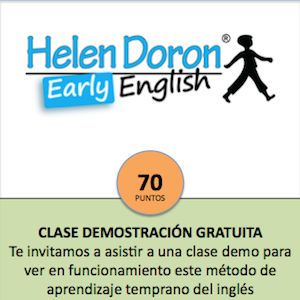 Helen Doron®
Early English
70
PUNTOS
CLASE DEMOSTRACIÓN GRATUITA
Te invitamos a asistir a una clase demo para
ver en funcionamiento este método de
aprendizaje temprano del inglés